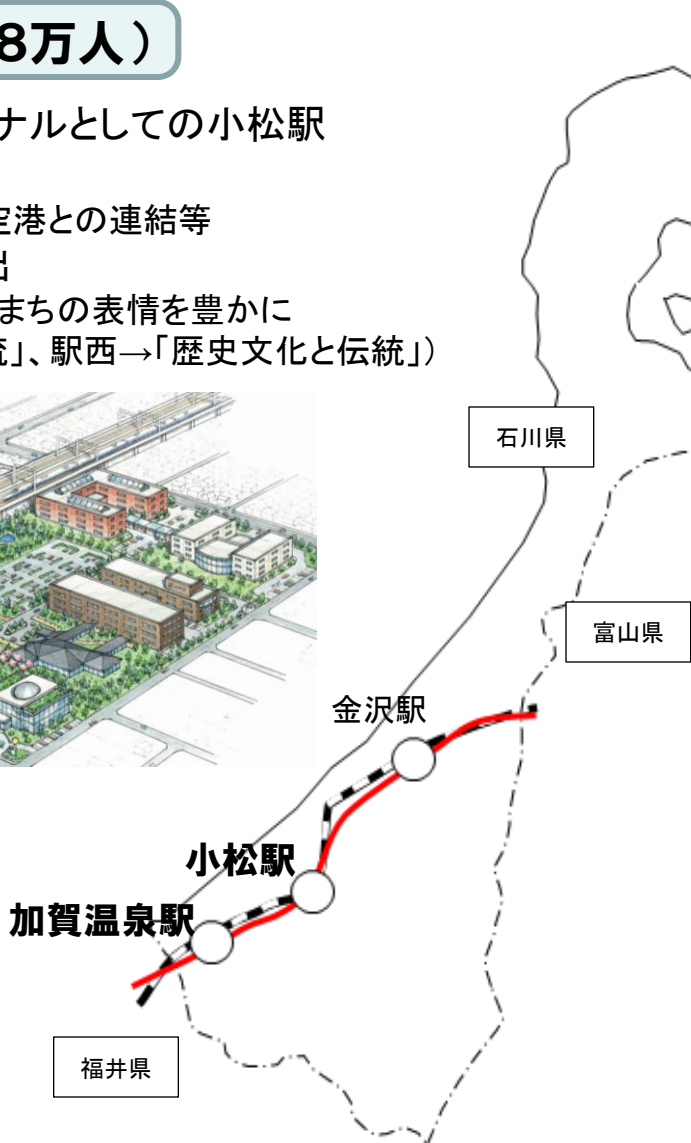 8万人）
ナルとしての小松駅
空港との連結等
出
まちの表情を豊かに
流」、駅西→「歴史文化と伝統」）
石川県
富山県
金沢駅
小松駅
加賀温泉駅
福井県